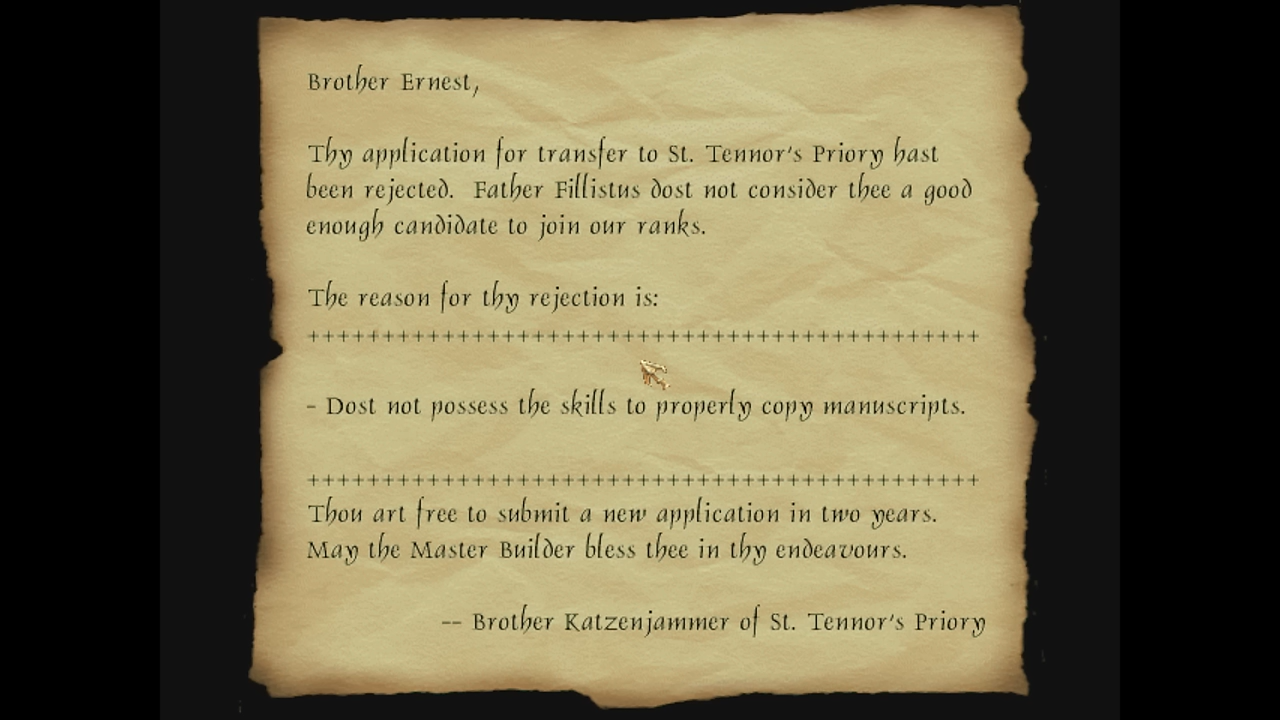 Brother Ernest,
Thy application for transfer to St. Tennor's Priory hast
been rejected.  Father Fillistus dost not consider thee a good
enough candidate to join our ranks.
The reason for thy rejection is:
+++++++++++++++++++++++++++++++++++++++++++++
- Dost not possess the skills to properly copy manuscripts.
+++++++++++++++++++++++++++++++++++++++++++++
Thou art free to submit a new application in two years.
May the Master Builder bless thee in thy endeavours.
-- Brother Katzenjammer of St. Tennor's Priory